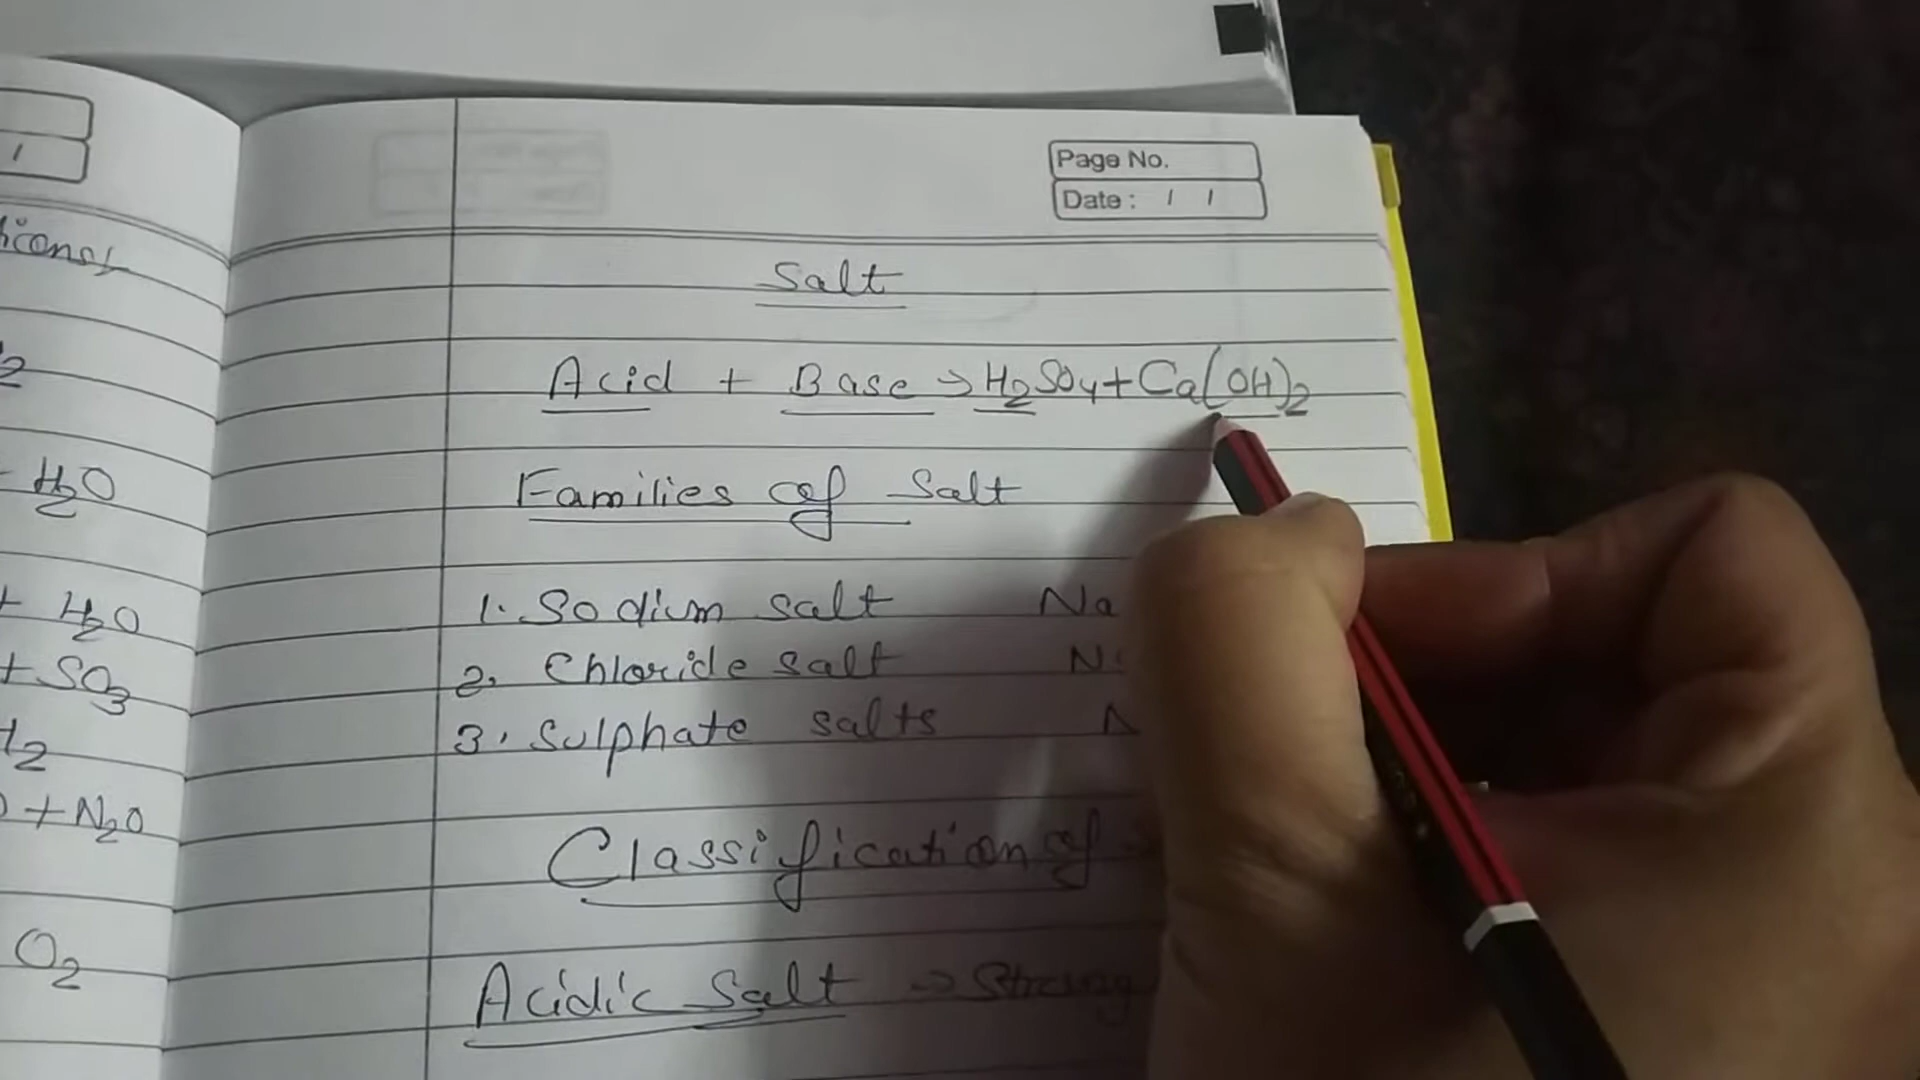 Page No.
Date : / /
Salt
Acid + Base → H₂SO₄ + Ca(OH)₂
Families of Salt
1. Sodium salt Na
2. Chloride salt
3. Sulphate salts
Classification of
Acidic Salt → Strong
H₂O
+ H₂O
+ SO₃
+ N₂O
O₂